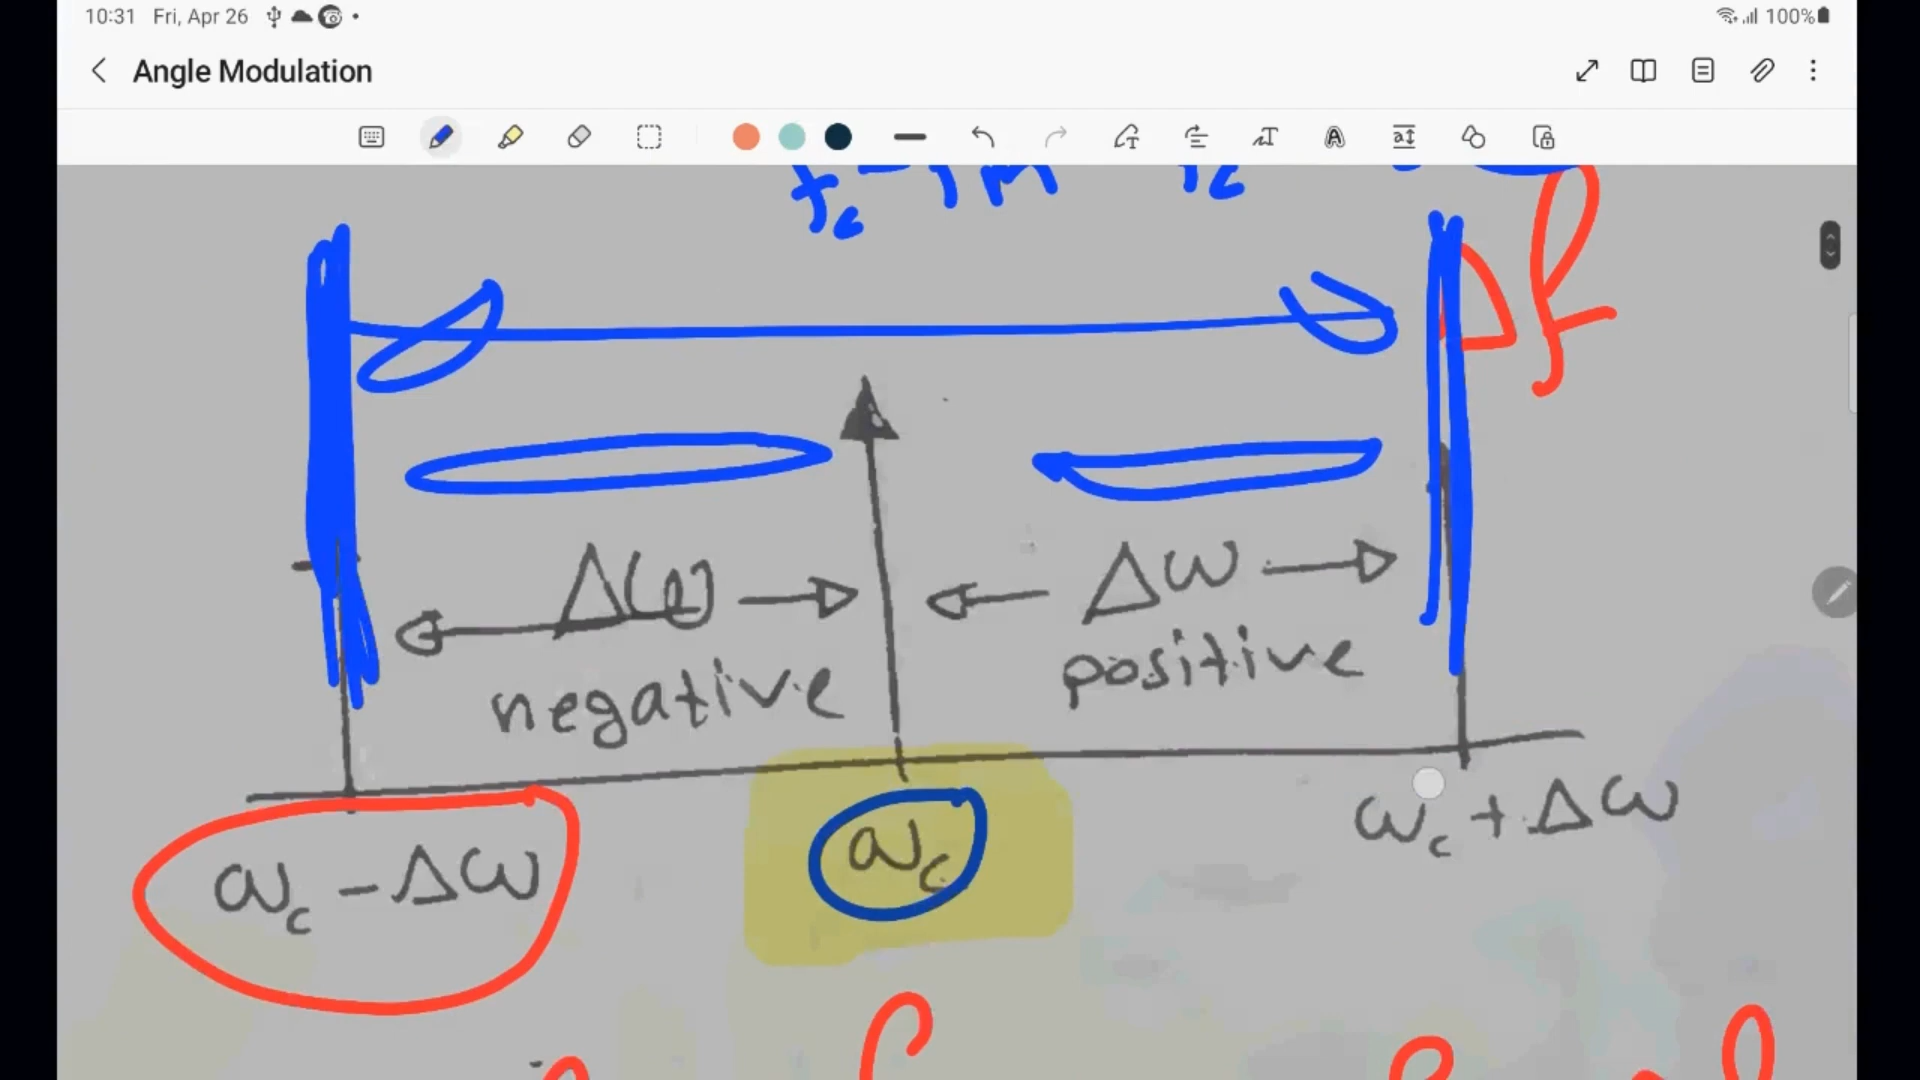 10:31 Fri, Apr 26 100%
Angle Modulation
Δf
Δω Δω
negative positive
ωc - Δω ωc ωc + Δω